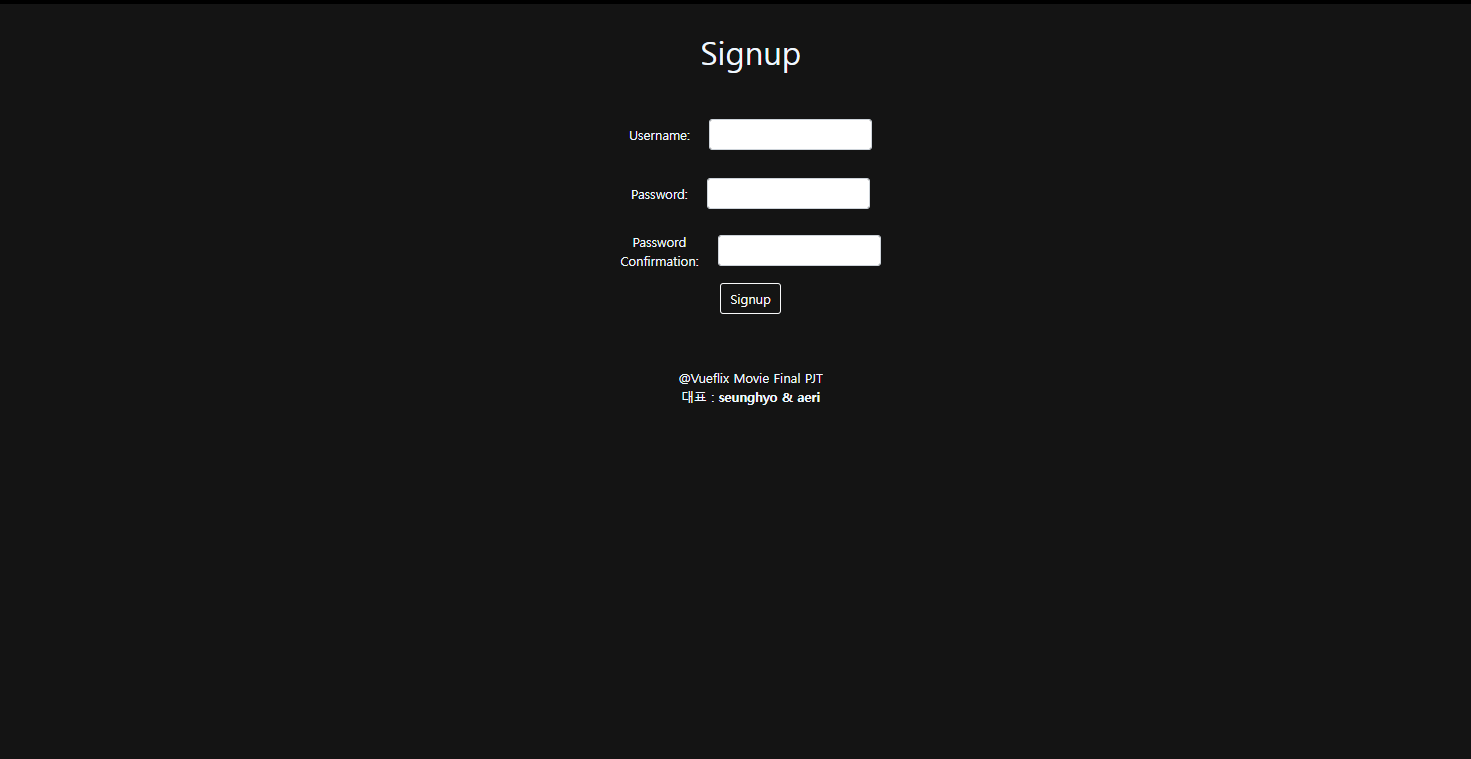 Signup
Username:
Password:
Password
Confirmation:
Signup
@Vueflix Movie Final PJT
대표 : seunghyo & aeri